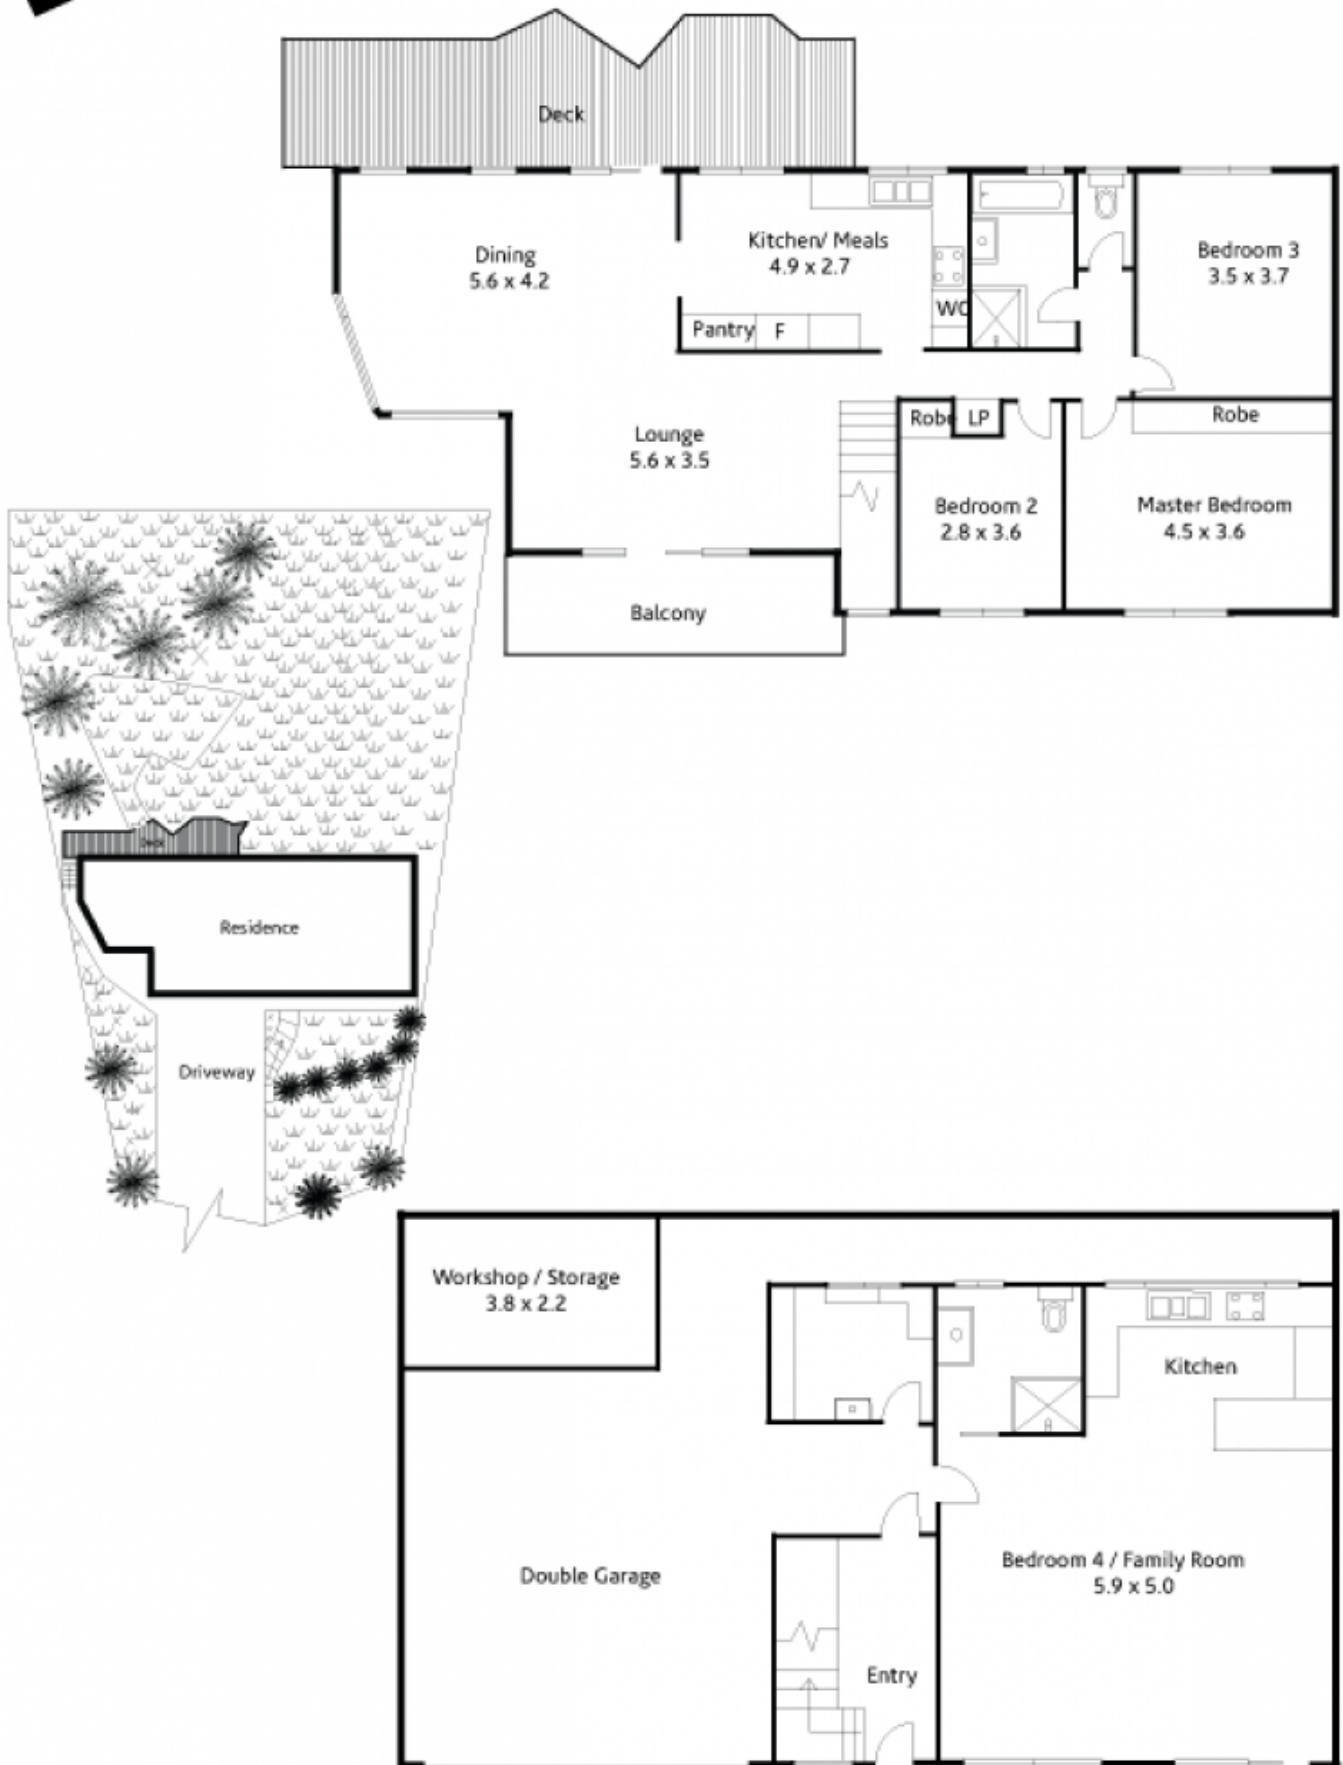 Deck
Dining
5.6 x 4.2
Kitchen/ Meals
4.9 x 2.7
Bedroom 3
3.5 x 3.7
WO
Pantry
F
Robe
LP
Robe
Lounge
5.6 x 3.5
Bedroom 2
2.8 x 3.6
Master Bedroom
4.5 x 3.6
Balcony
Deck
Residence
Driveway
Workshop / Storage
3.8 x 2.2
Kitchen
Double Garage
Bedroom 4 / Family Room
5.9 x 5.0
Entry